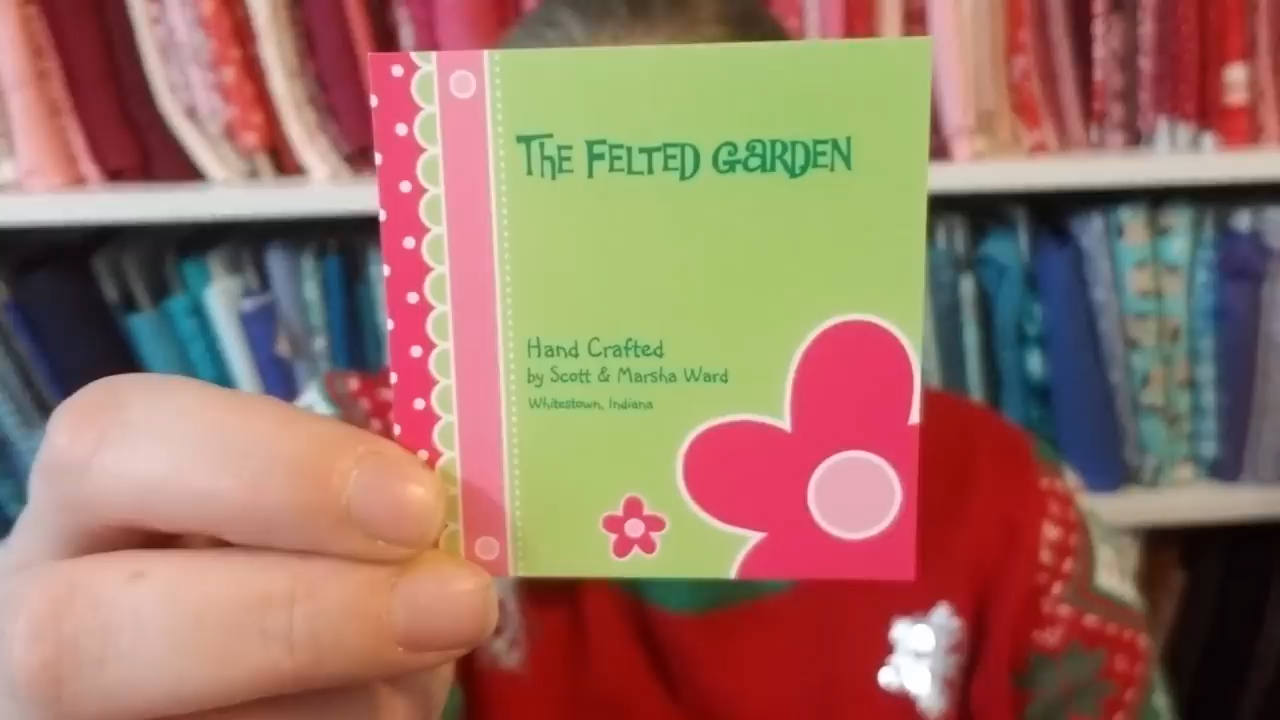 The Felted Garden
Hand Crafted
by Scott & Marsha Ward
Whitestown, Indiana